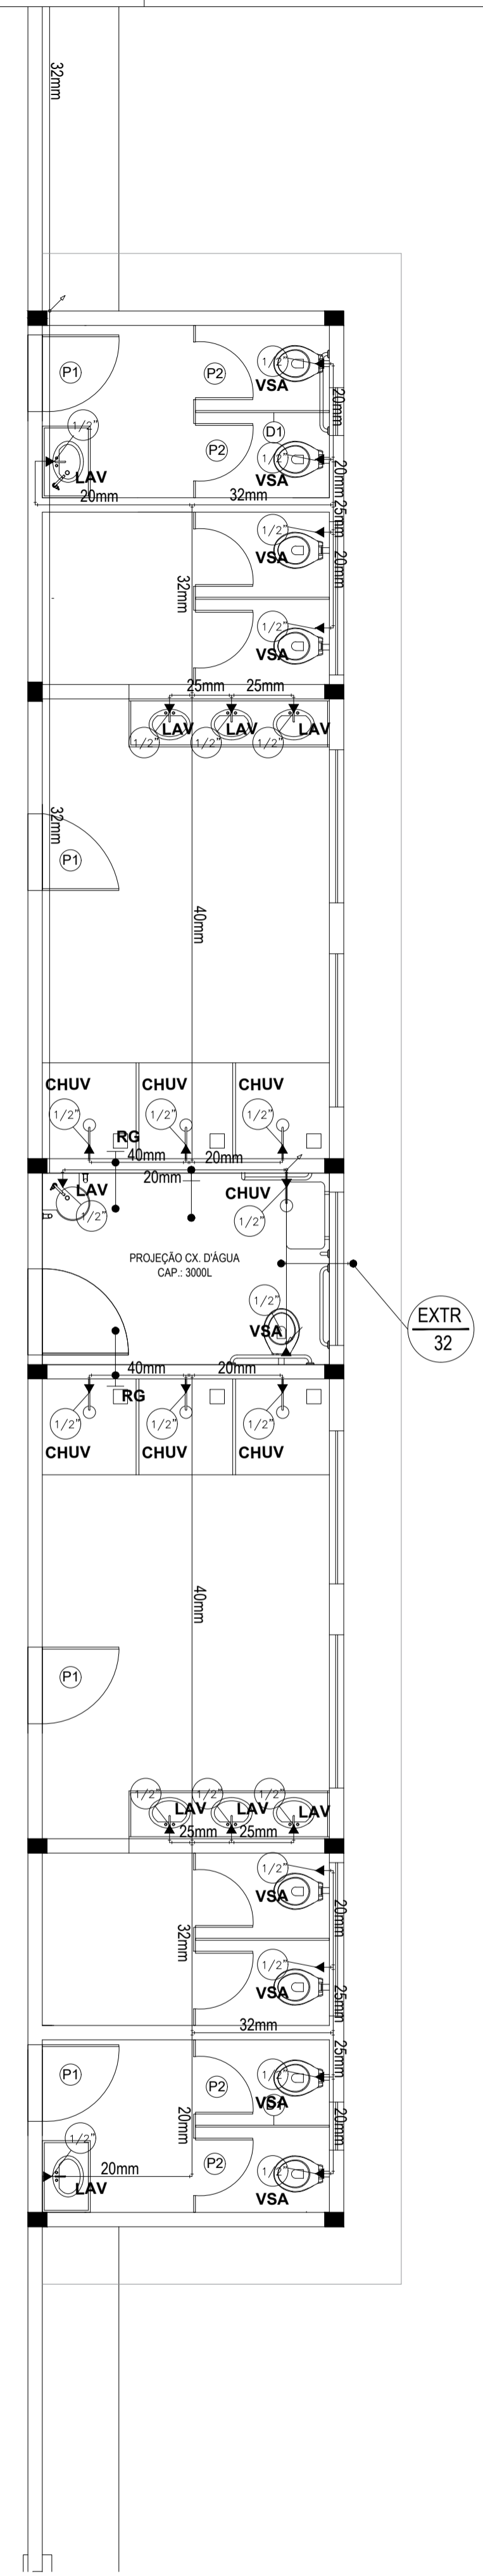 32mm
1/2"
P1
P2
VSA
20mm
1/2"
D1
P2
1/2"
LAV
VSA
20mm
20mm
32mm
25mm
1/2"
VSA
20mm
32mm
1/2"
VSA
25mm
25mm
LAV
LAV
LAV
1/2"
1/2"
1/2"
32mm
P1
40mm
CHUV
CHUV
CHUV
1/2"
1/2"
1/2"
RG
40mm
20mm
20mm
LAV
CHUV
1/2"
1/2"
PROJEÇÃO CX. D'ÁGUA
CAP.: 3000L
1/2"
EXTR
32
VSA
40mm
20mm
RG
1/2"
1/2"
1/2"
CHUV
CHUV
CHUV
40mm
P1
1/2"
1/2"
1/2"
LAV
LAV
LAV
25mm
25mm
1/2"
VSA
20mm
32mm
1/2"
VSA
25mm
32mm
25mm
P1
1/2"
P2
VSA
20mm
20mm
1/2"
P2
1/2"
20mm
LAV
VSA